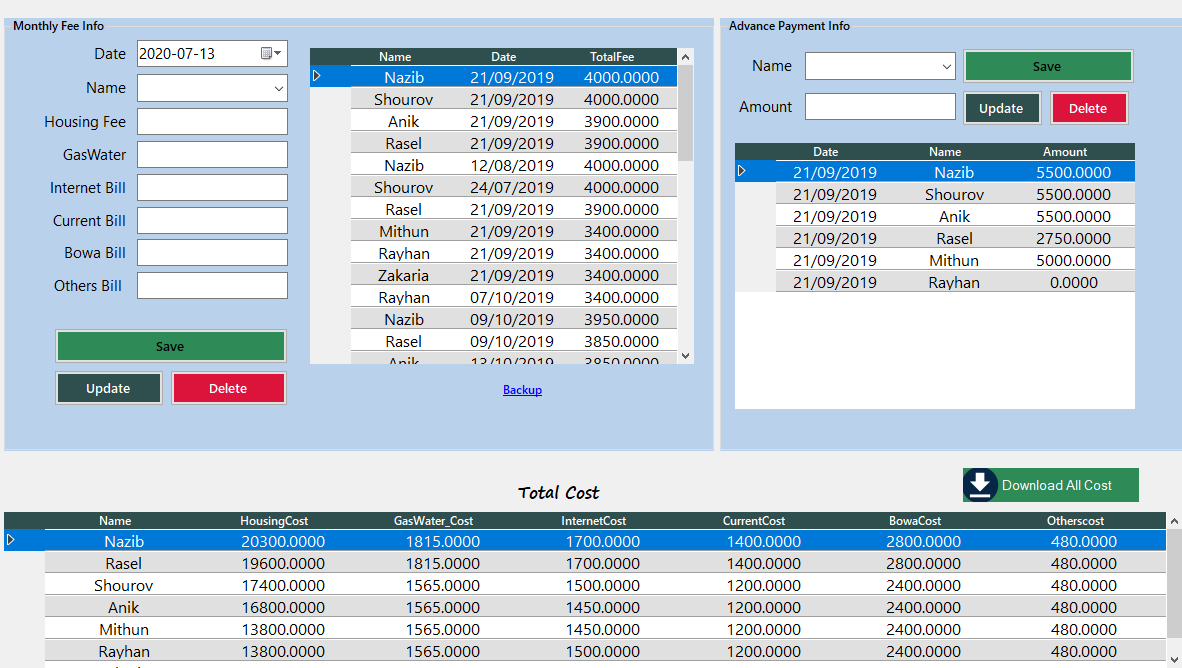 Monthly Fee Info
Date 2020-07-13
Name
Housing Fee
GasWater
Internet Bill
Current Bill
Bowa Bill
Others Bill
Save
Update Delete
Name Date TotalFee
Nazib 21/09/2019 4000.0000
Shourov 21/09/2019 4000.0000
Anik 21/09/2019 3900.0000
Rasel 21/09/2019 3900.0000
Nazib 12/08/2019 4000.0000
Shourov 24/07/2019 4000.0000
Rasel 21/09/2019 3900.0000
Mithun 21/09/2019 3400.0000
Rayhan 21/09/2019 3400.0000
Zakaria 21/09/2019 3400.0000
Rayhan 07/10/2019 3400.0000
Nazib 09/10/2019 3950.0000
Rasel 09/10/2019 3850.0000
Anik 13/10/2019 3850.0000
Backup
Advance Payment Info
Name Save
Amount Update Delete
Date Name Amount
21/09/2019 Nazib 5500.0000
21/09/2019 Shourov 5500.0000
21/09/2019 Anik 5500.0000
21/09/2019 Rasel 2750.0000
21/09/2019 Mithun 5000.0000
21/09/2019 Rayhan 0.0000
Total Cost
Download All Cost
Name HousingCost GasWater_Cost InternetCost CurrentCost BowaCost Otherscost
Nazib 20300.0000 1815.0000 1700.0000 1400.0000 2800.0000 480.0000
Rasel 19600.0000 1815.0000 1700.0000 1400.0000 2800.0000 480.0000
Shourov 17400.0000 1565.0000 1500.0000 1200.0000 2400.0000 480.0000
Anik 16800.0000 1565.0000 1450.0000 1200.0000 2400.0000 480.0000
Mithun 13800.0000 1565.0000 1450.0000 1200.0000 2400.0000 480.0000
Rayhan 13800.0000 1565.0000 1500.0000 1200.0000 2400.0000 480.0000